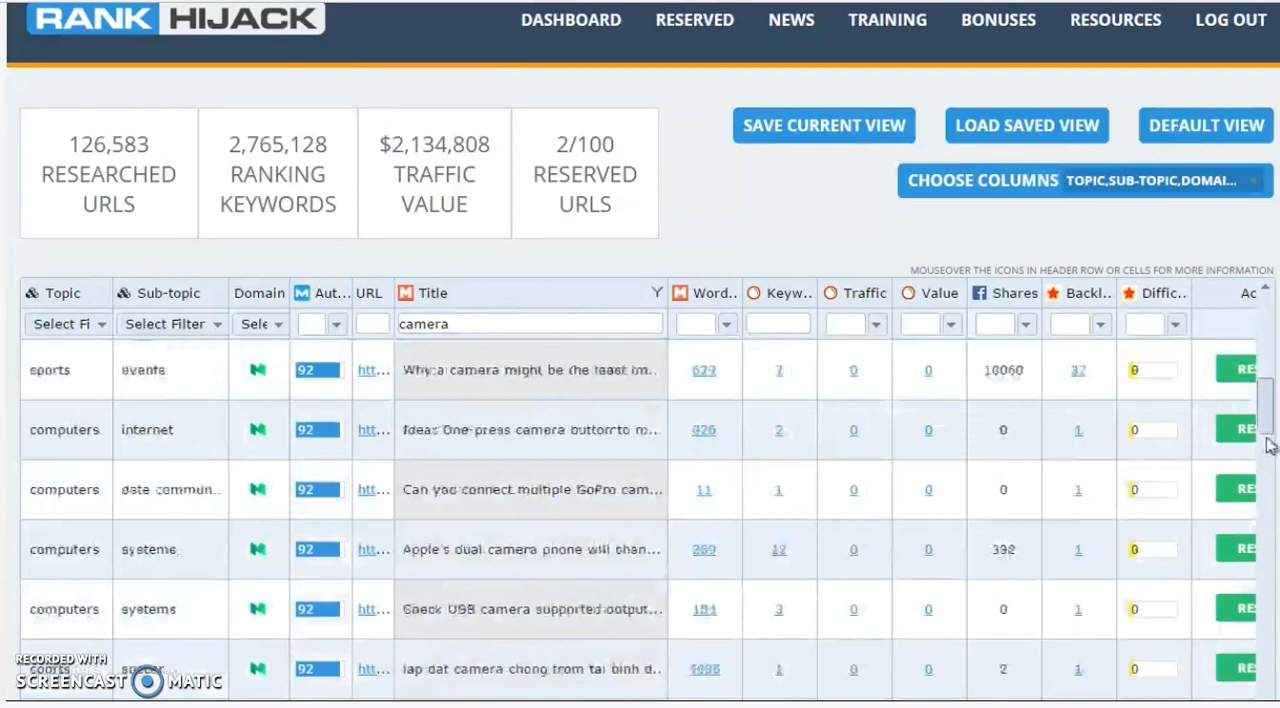 RANK HIJACK
DASHBOARD RESERVED NEWS TRAINING BONUSES RESOURCES LOG OUT
126,583 RESEARCHED URLS
2,765,128 RANKING KEYWORDS
$2,134,808 TRAFFIC VALUE
2/100 RESERVED URLS
SAVE CURRENT VIEW LOAD SAVED VIEW DEFAULT VIEW
CHOOSE COLUMNS TOPIC,SUB-TOPIC,DOMAI...
MOUSEOVER THE ICONS IN HEADER ROW OR CELLS FOR MORE INFORMATION
Topic Sub-topic Domain Aut... URL Title Word.. Keyw... Traffic Value Shares Backl... Diffic... Ac
Select Fi Select Filter Sele camera
sports events 92 htt... Why a camera might be the least im.. 7 0 0 10060 37 0
computers internet 92 htt... Ideas One-press camera button to m... 2 0 0 0 1 0 RE
computers 92 htt... Can you connect multiple GoPro cam... 11 1 0 0 0 1 0 RE
computers systems 92 htt... Apple's dual camera phone will chan... 12 0 0 392 1 0 RE
computers systems 92 htt... USB camera supported output... 3 0 0 0 1 0 RE
92 htt... lap dat camera chong trom tai binh d.. 1 0 0 2 1 0 RE
RECORDED WITH
SCREENCAST MATIC